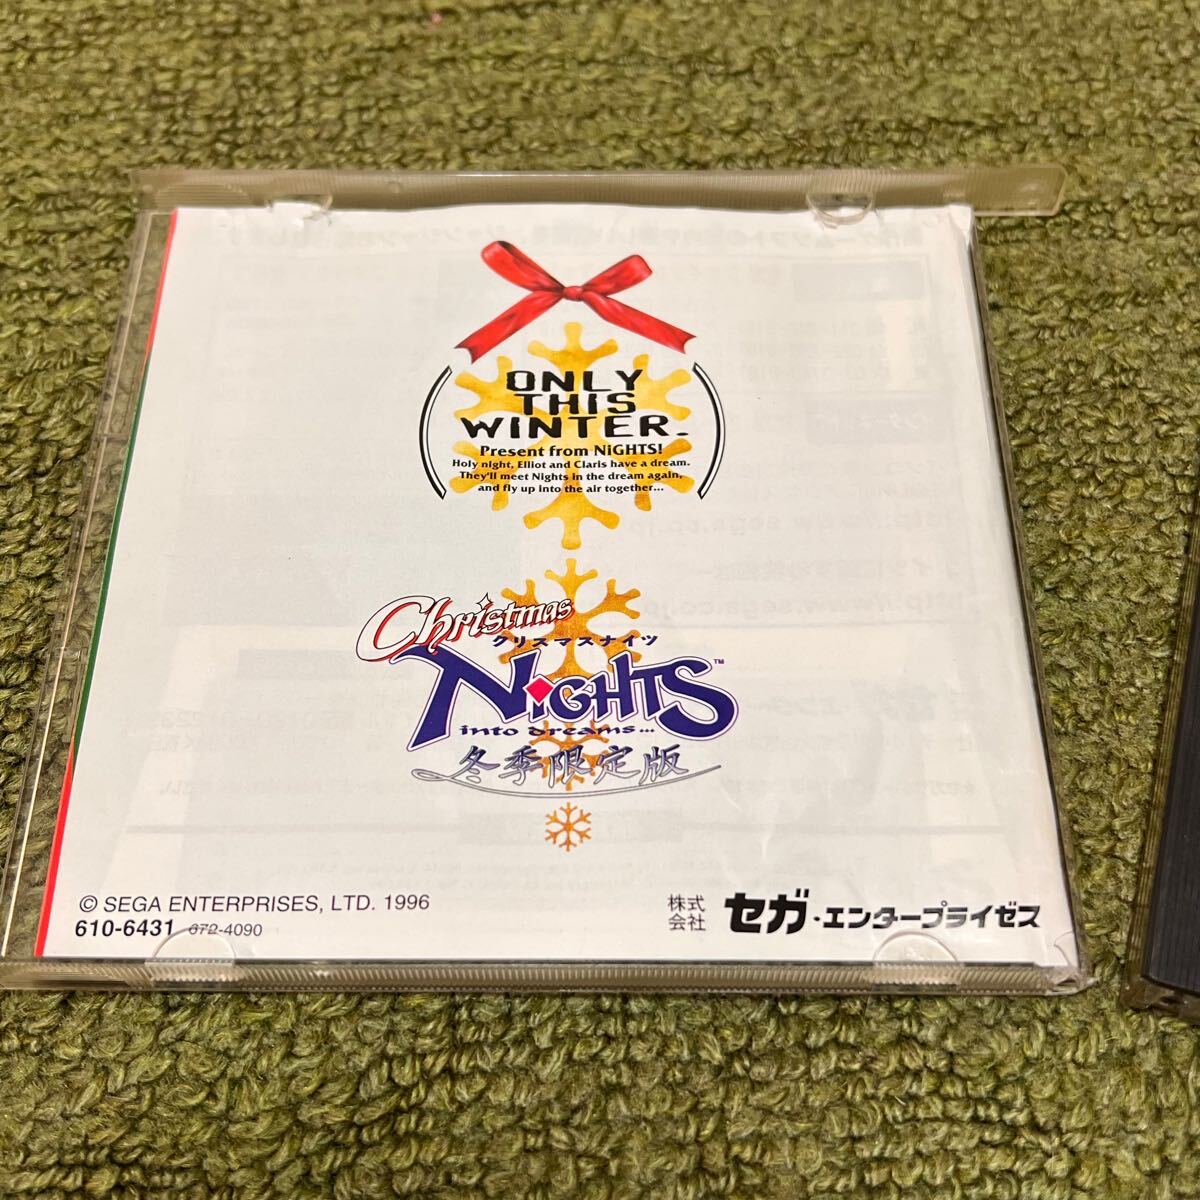 ONLY
THIS
WINTER.
Present from NiGHTS!
Holy night, Elliot and Claris have a dream.
They'll meet Nights in the dream again,
and fly up into the air together...
Christmas
クリスマスナイツ
NiGHTS™
into dreams...
冬季限定版
© SEGA ENTERPRISES, LTD. 1996
610-6431 672-4090
株式
会社 セガ・エンタープライゼス